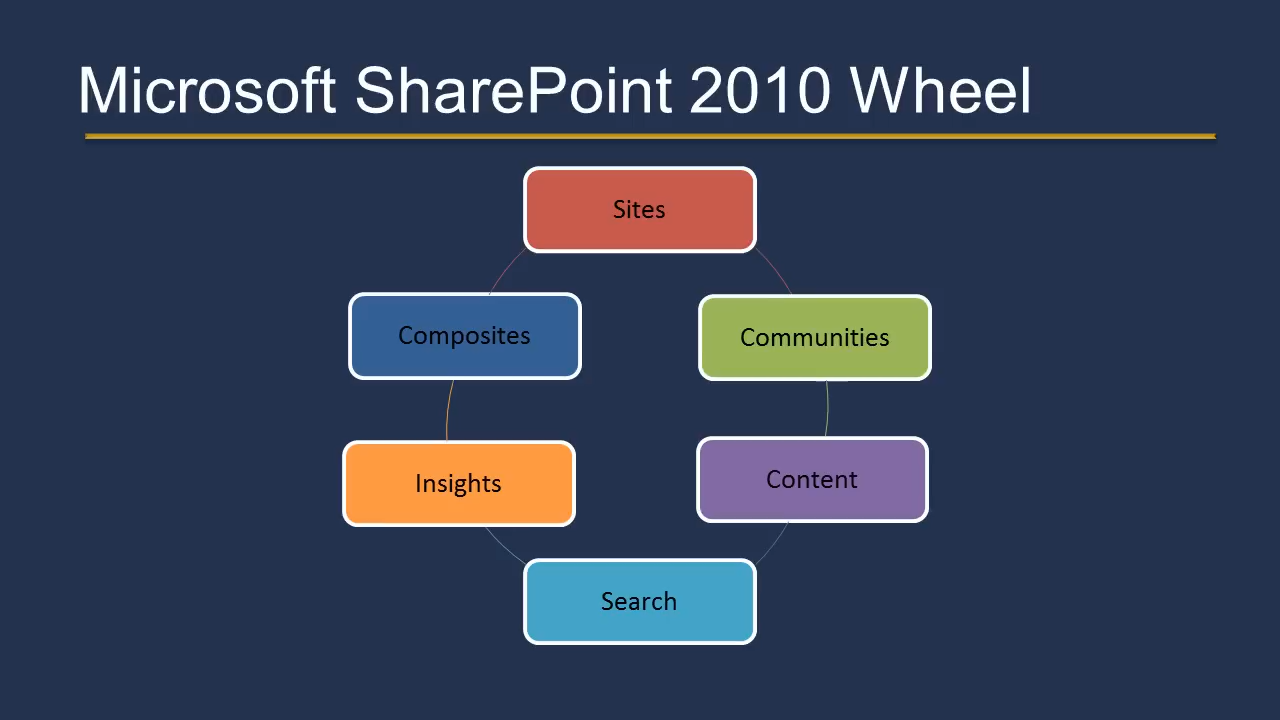 Microsoft SharePoint 2010 Wheel
Sites
Composites
Communities
Insights
Content
Search